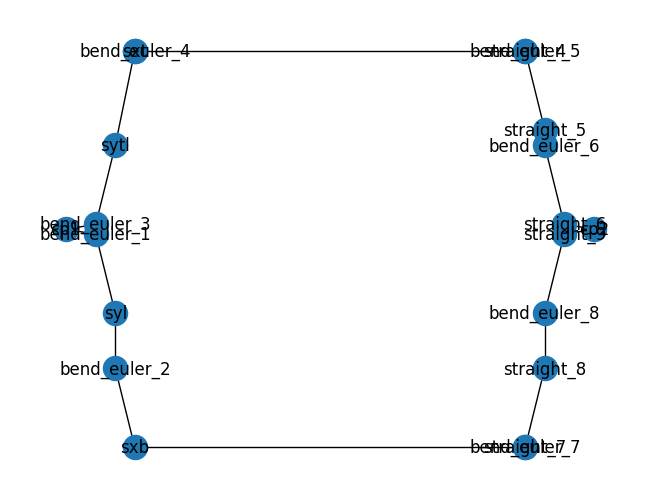 bend_euler_4
sxt
bend_euler_5
straight_4
straight_5
bend_euler_6
sytl
bend_euler_3
straight_6
bend_euler_1
straight_9
syl
bend_euler_8
bend_euler_2
straight_8
sxb
bend_euler_7
straight_7